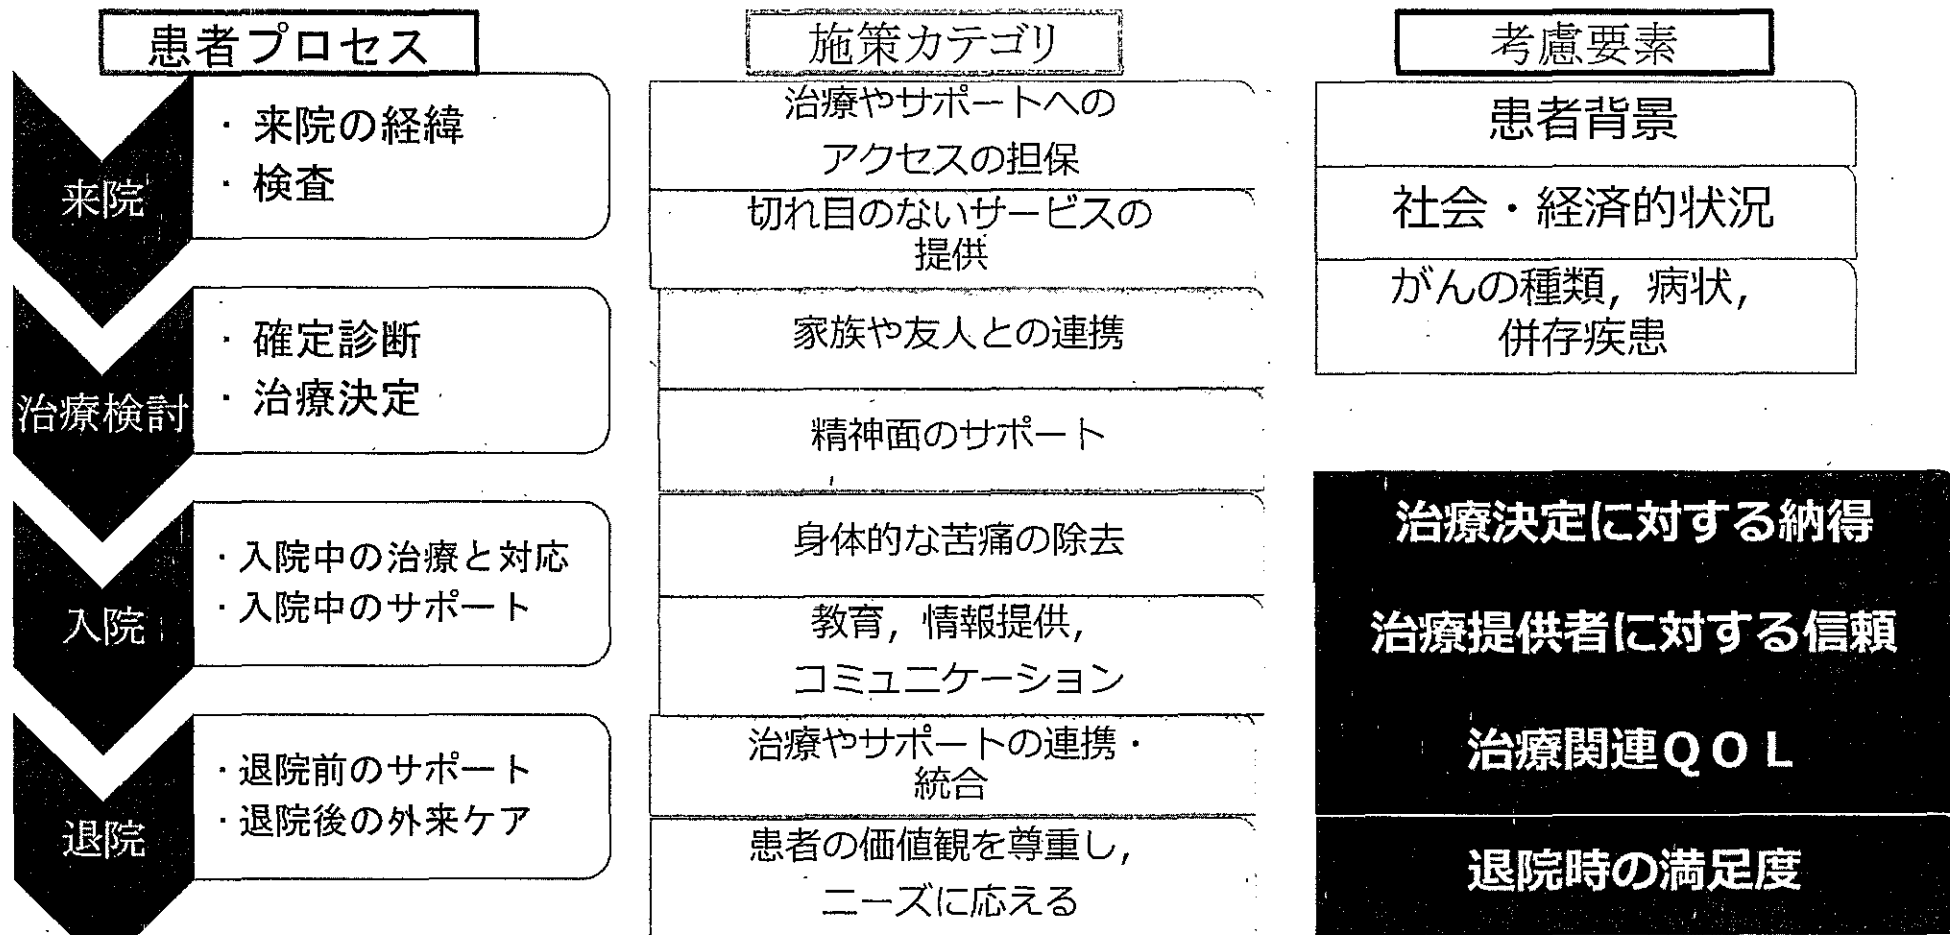 患者プロセス
来院
・来院の経緯
・検査
治療検討
・確定診断
・治療決定
入院
・入院中の治療と対応
・入院中のサポート
退院
・退院前のサポート
・退院後の外来ケア
施策カテゴリ
治療やサポートへの
アクセスの担保
切れ目のないサービスの
提供
家族や友人との連携
精神面のサポート
身体的な苦痛の除去
教育，情報提供，
コミュニケーション
治療やサポートの連携・
統合
患者の価値観を尊重し，
ニーズに応える
考慮要素
患者背景
社会・経済的状況
がんの種類，病状，
併存疾患
治療決定に対する納得
治療提供者に対する信頼
治療関連ＱＯＬ
退院時の満足度